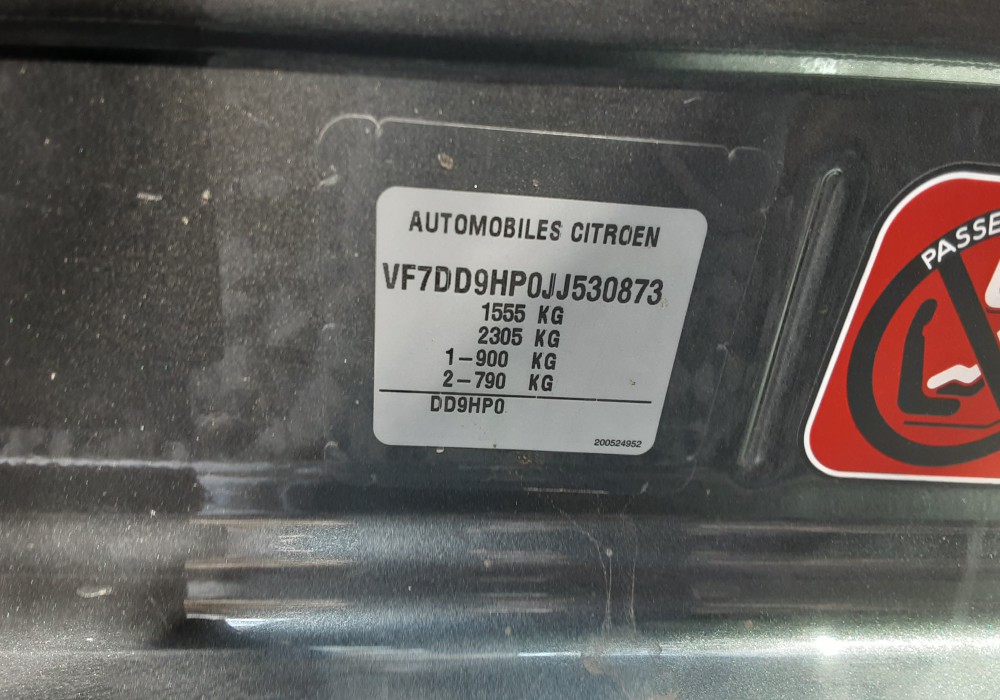 AUTOMOBILES CITROEN
VF7DD9HP0JJ530873
1555 KG
2305 KG
1-900 KG
2-790 KG
DD9HP0
200524952
PASSE